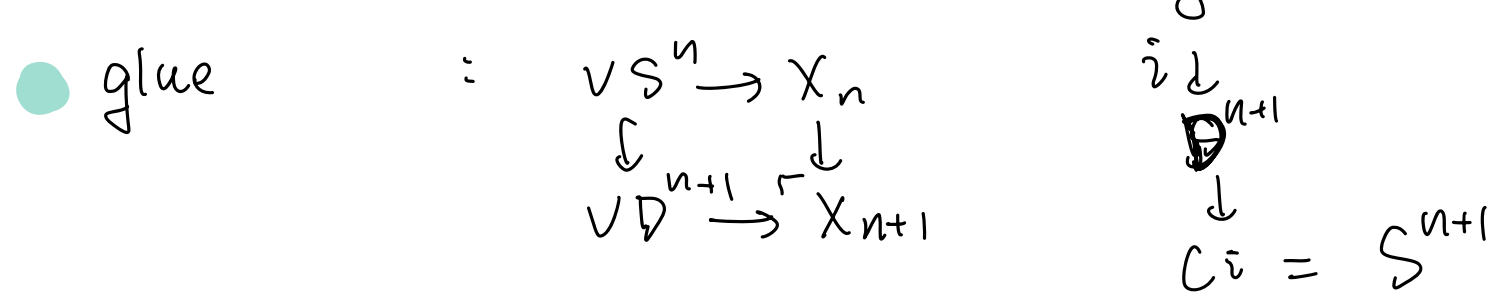 glue : ∨ S^n → X_n
i ↓
↓ ↓ D^{n+1}
∨ D^{n+1} → ⌜ X_{n+1}
↓
Ci = S^{n+1}